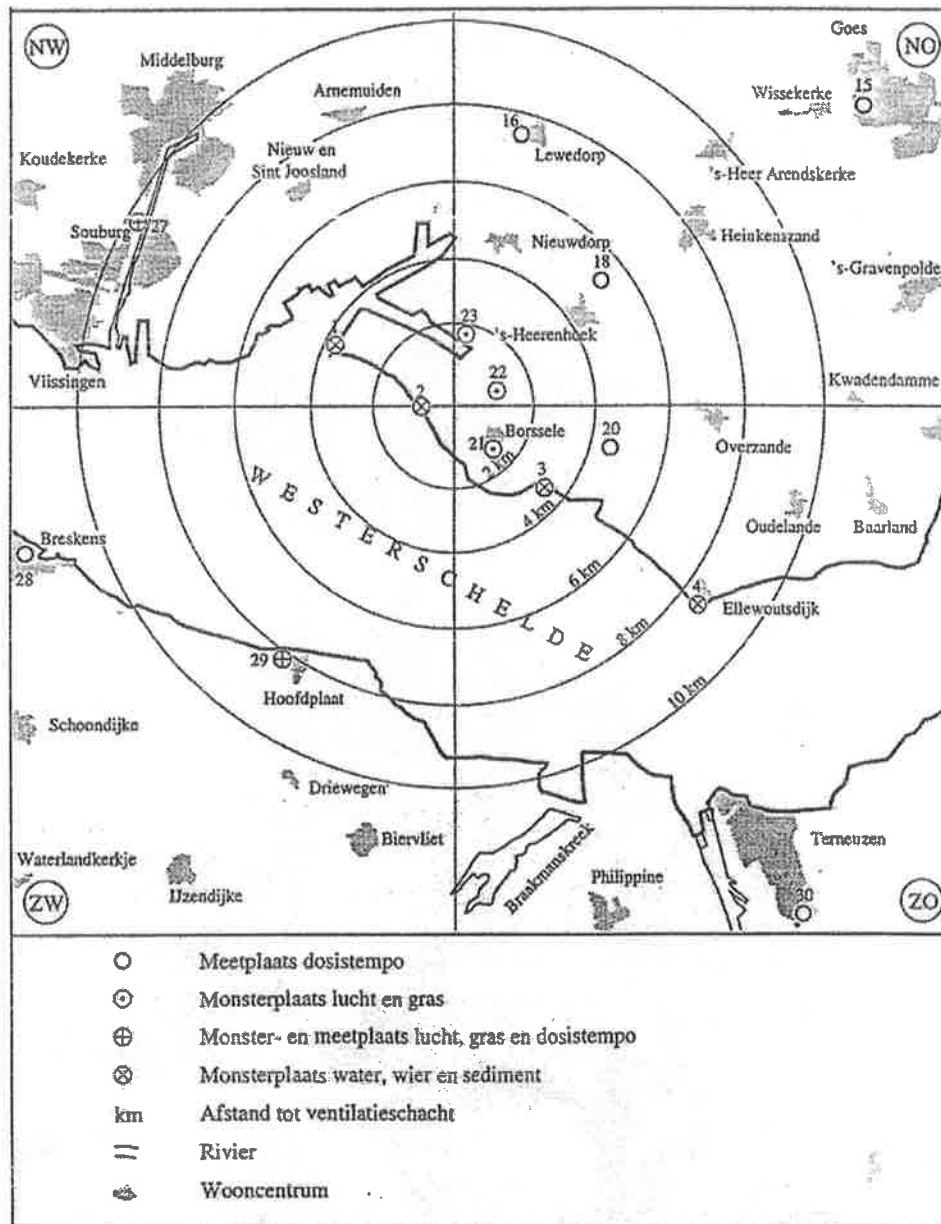 NW
NO
Goes
Middelburg
15
Wissekerke
Arnemuiden
16
Lewedorp
Koudekerke
Nieuw en
Sint Joosland
's-Heer Arendskerke
27
Souburg
Nieuwdorp
Heinkenszand
18
's-Gravenpolde
23
's-Heerenhoek
1
Vlissingen
22
Kwadendamme
2
Borssele
21
20
Overzande
2 km
3
WESTERSCHELDE
4 km
Oudelande
Baarland
Breskens
28
6 km
4
Ellewoutsdijk
8 km
29
Hoofdplaat
10 km
Schoondijke
Driewegen
Biervliet
Terneuzen
Waterlandkerkje
IJzendijke
Braakmanskreek
Philippine
30
ZW
ZO
Meetplaats dosistempo
Monsterplaats lucht en gras
Monster- en meetplaats lucht, gras en dosistempo
Monsterplaats water, wier en sediment
km Afstand tot ventilatieschacht
Rivier
Wooncentrum